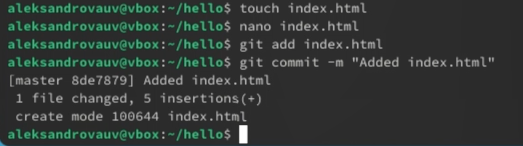 aleksandrovauv@vbox:~/hello$ touch index.html
aleksandrovauv@vbox:~/hello$ nano index.html
aleksandrovauv@vbox:~/hello$ git add index.html
aleksandrovauv@vbox:~/hello$ git commit -m "Added index.html"
[master 8de7879] Added index.html
 1 file changed, 5 insertions(+)
 create mode 100644 index.html
aleksandrovauv@vbox:~/hello$